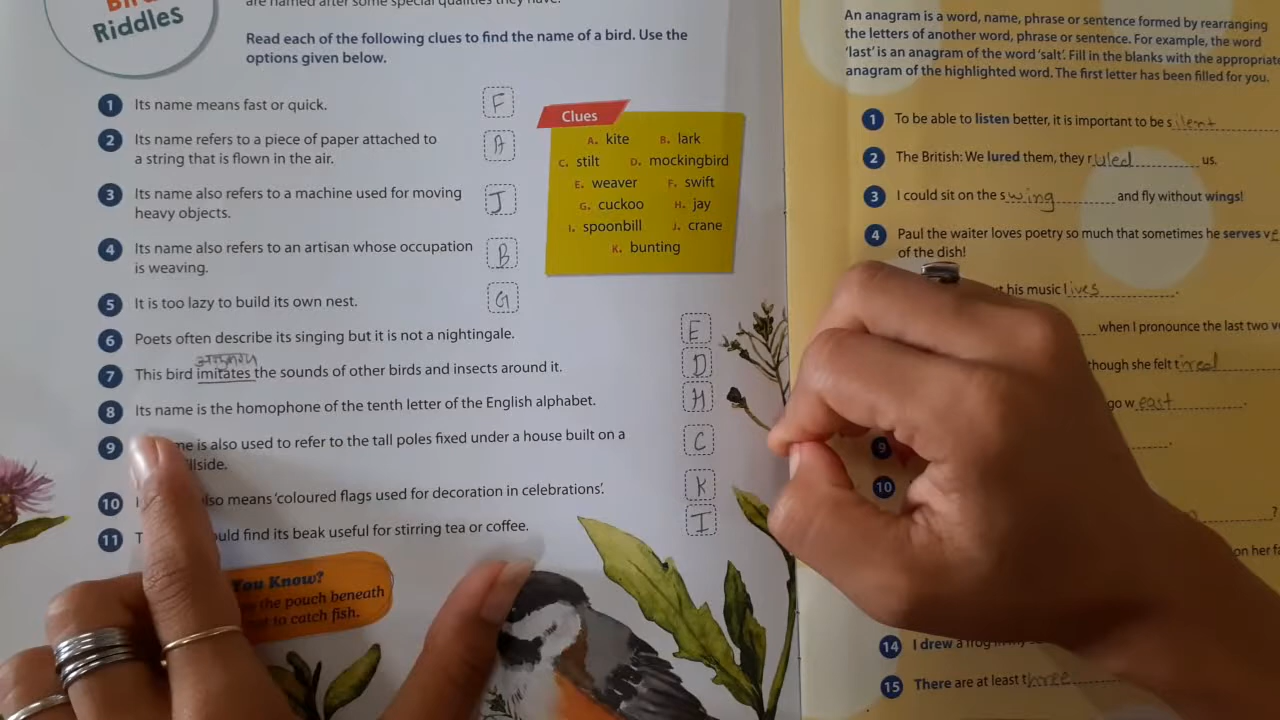 Riddles
are named after some special qualities they have.
Read each of the following clues to find the name of a bird. Use the
options given below.
1 Its name means fast or quick. F
2 Its name refers to a piece of paper attached to
a string that is flown in the air. A
3 Its name also refers to a machine used for moving
heavy objects. J
4 Its name also refers to an artisan whose occupation
is weaving. B
5 It is too lazy to build its own nest. G
6 Poets often describe its singing but it is not a nightingale. E
7 This bird imitates the sounds of other birds and insects around it. D
8 Its name is the homophone of the tenth letter of the English alphabet. H
9 is also used to refer to the tall poles fixed under a house built on a C
10 also means 'coloured flags used for decoration in celebrations'. K
11 find its beak useful for stirring tea or coffee. I
Clues
A. kite B. lark
C. stilt D. mockingbird
E. weaver F. swift
G. cuckoo H. jay
I. spoonbill J. crane
K. bunting
You Know?
the pouch beneath
to catch fish.
An anagram is a word, name, phrase or sentence formed by rearranging
the letters of another word, phrase or sentence. For example, the word
'last' is an anagram of the word 'salt'. Fill in the blanks with the appropriate
anagram of the highlighted word. The first letter has been filled for you.
1 To be able to listen better, it is important to be silent
2 The British: We lured them, they ruled us.
3 I could sit on the swing and fly without wings!
4 Paul the waiter loves poetry so much that sometimes he serves ve
of the dish!
his music lives.
when I pronounce the last two
though she felt tired
go weast.
9
10 ?
on her
14 I drew a frog
15 There are at least three